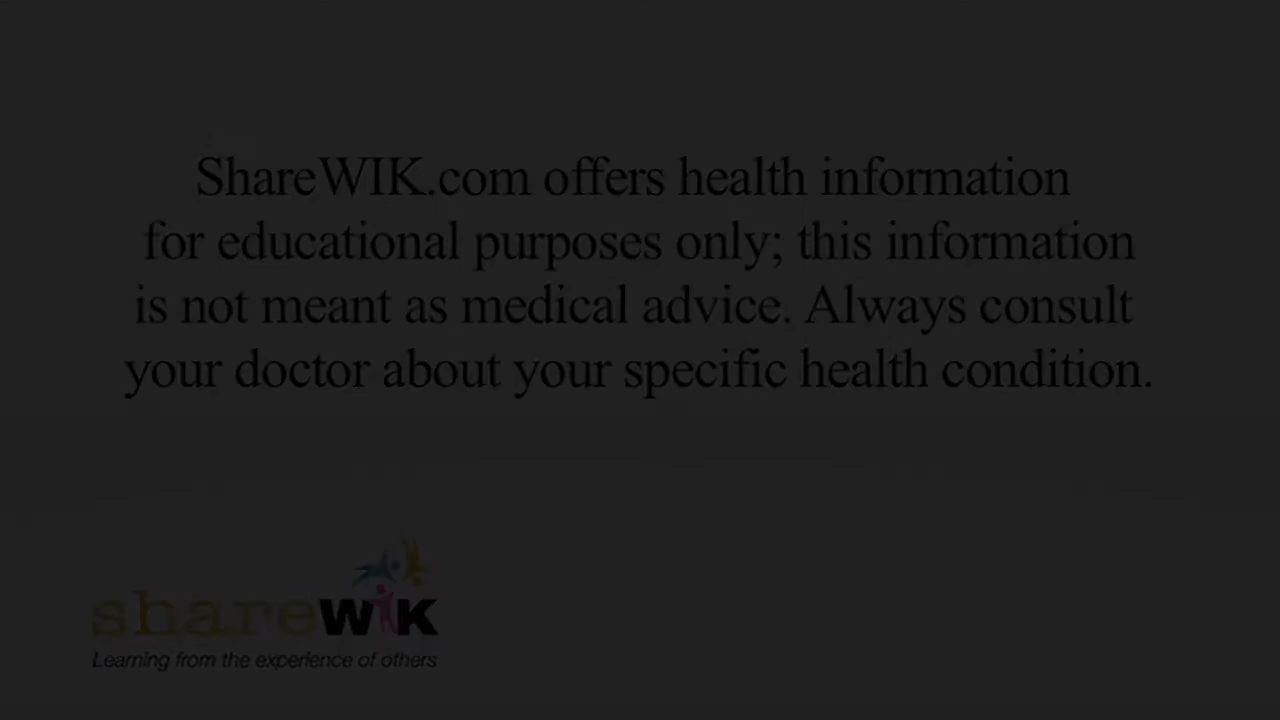 ShareWIK.com offers health information
for educational purposes only; this information
is not meant as medical advice. Always consult
your doctor about your specific health condition.
shareWiK
Learning from the experience of others